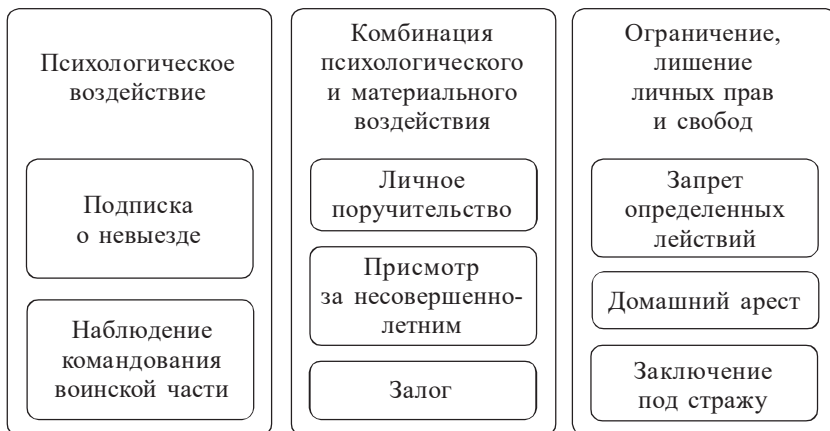 Психологическое
воздействие
Подписка
о невыезде
Наблюдение
командования
воинской части
Комбинация
психологического
и материального
воздействия
Личное
поручительство
Присмотр
за несовершенно-
летним
Залог
Ограничение,
лишение
личных прав
и свобод
Запрет
определенных
лействий
Домашний арест
Заключение
под стражу